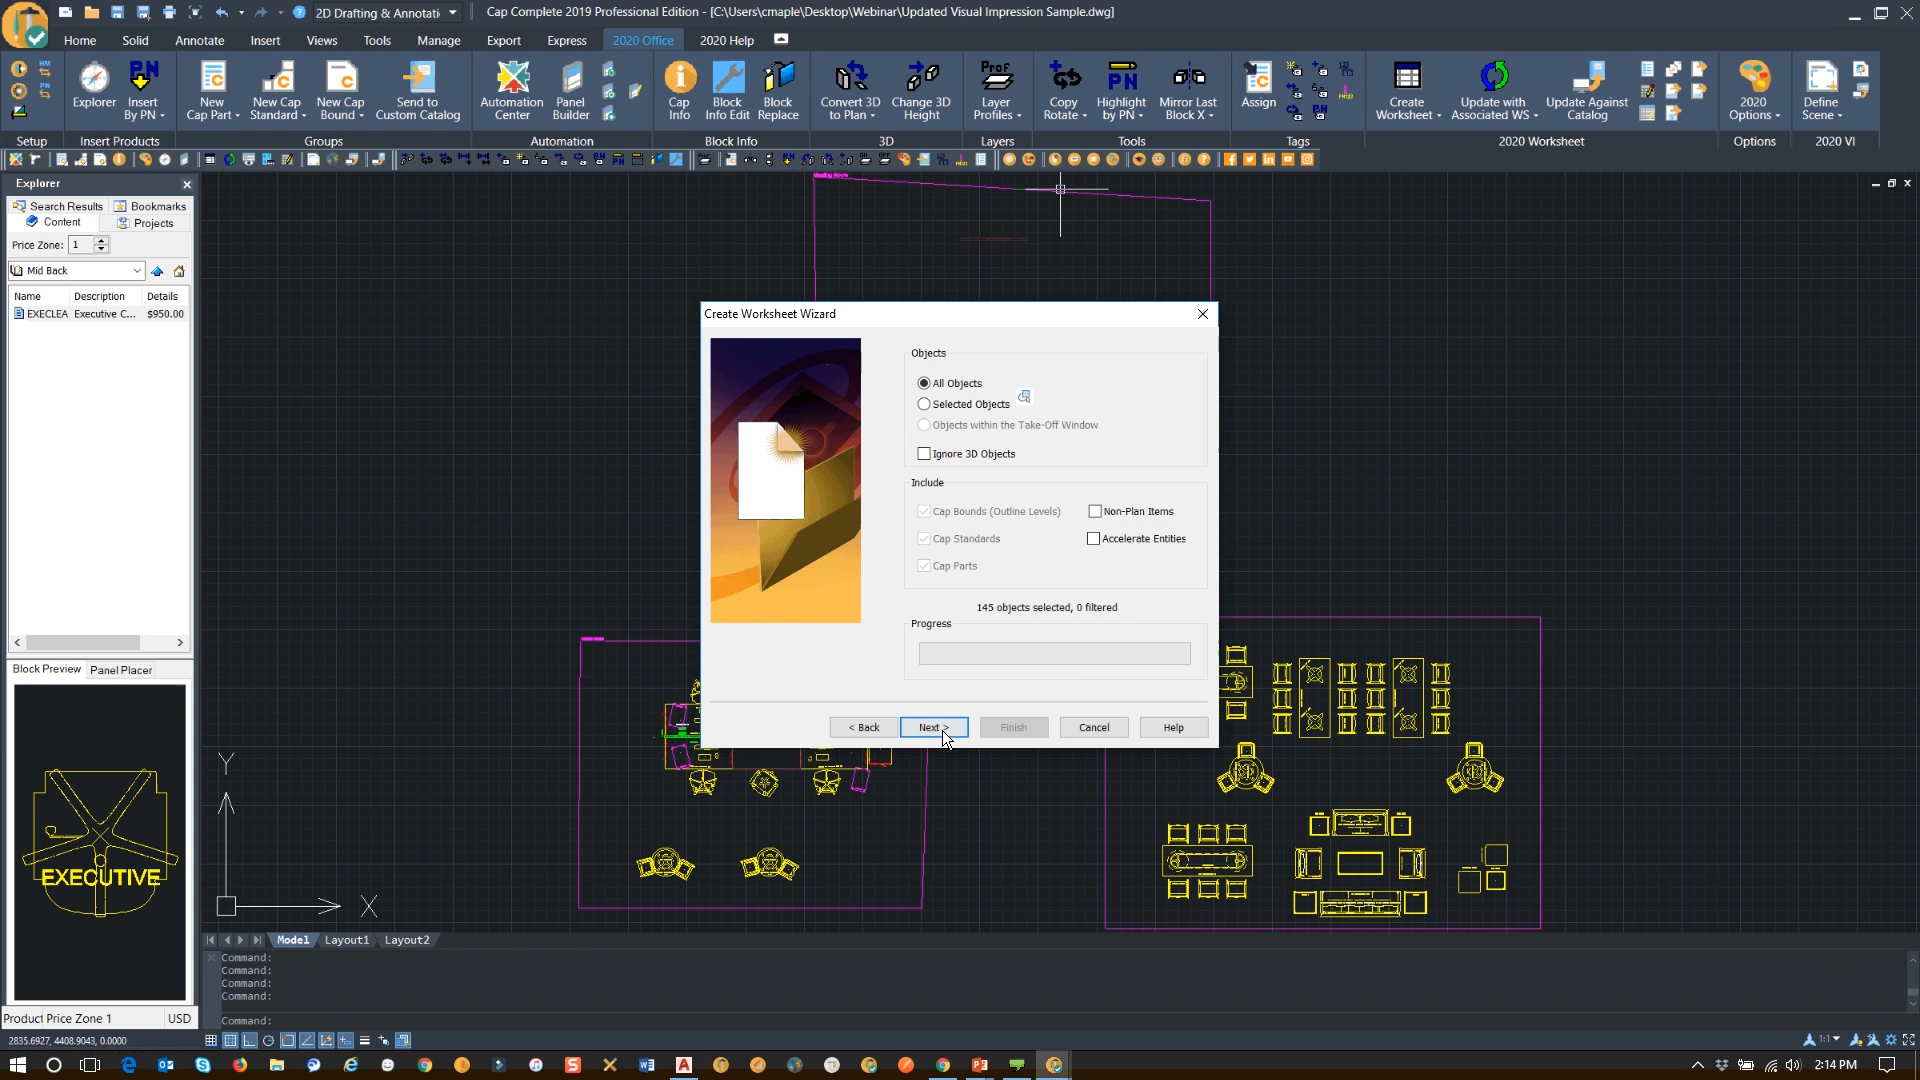 2D Drafting & Annotati
Cap Complete 2019 Professional Edition - [C:\Users\cmaple\Desktop\Webinar\Updated Visual Impression Sample.dwg]
Home Solid Annotate Insert Views Tools Manage Export Express 2020 Office 2020 Help
HM
PN
Explorer
Insert By PN
New Cap Part
New Cap Standard
New Cap Bound
Send to Custom Catalog
Automation Center
Panel Builder
Cap Info
Block Info Edit
Block Replace
Convert 3D to Plan
Change 3D Height
Prof
Layer Profiles
Copy Rotate
PN
Highlight by PN
Mirror Last Block X
Assign
Create Worksheet
Update with Associated WS
Update Against Catalog
2020 Options
Define Scene
Setup Insert Products Groups Automation Block Info 3D Layers Tools Tags 2020 Worksheet Options 2020 VI
Explorer
Search Results Bookmarks
Content Projects
Price Zone: 1
Mid Back
Name Description Details
EXECLEA Executive C... $950.00
Block Preview Panel Placer
EXECUTIVE
Product Price Zone 1 USD
Meeting Room
Create Worksheet Wizard
Objects
All Objects
Selected Objects
Objects within the Take-Off Window
Ignore 3D Objects
Include
Cap Bounds (Outline Levels) Non-Plan Items
Cap Standards Accelerate Entities
Cap Parts
145 objects selected, 0 filtered
Progress
< Back Next > Finish Cancel Help
Y
X
Model Layout1 Layout2
Command:
Command:
Command:
Command:
Command:
2835.6927, 4408.9043, 0.0000
1:1
2:14 PM